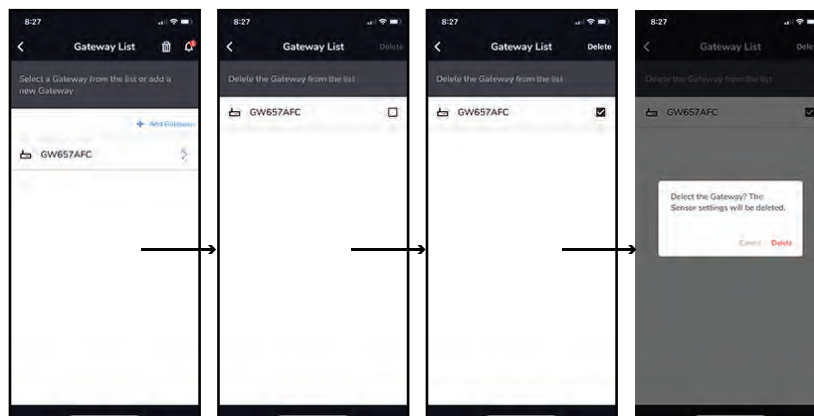 8:27
Gateway List
Select a Gateway from the list or add a
new Gateway
+ Add Gateway
GW657AFC
8:27
Gateway List
Delete
Delete the Gateway from the list
GW657AFC
8:27
Gateway List
Delete
Delete the Gateway from the list
GW657AFC
8:27
Gateway List
Dele
Delete the Gateway from the list
GW657AFC
Delect the Gateway? The
Sensor settings will be deleted.
Cancel Delete